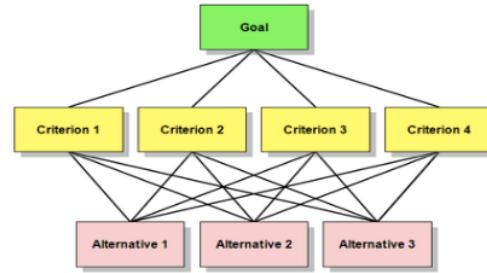 Goal
Criterion 1
Criterion 2
Criterion 3
Criterion 4
Alternative 1
Alternative 2
Alternative 3